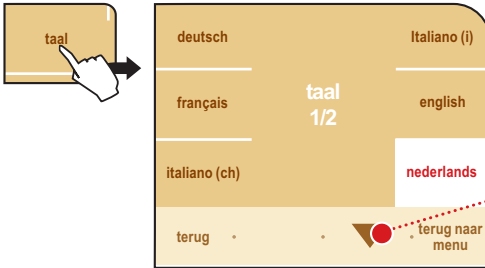 taal
deutsch
Italiano (i)
français
taal
1/2
english
italiano (ch)
nederlands
terug
terug naar
menu